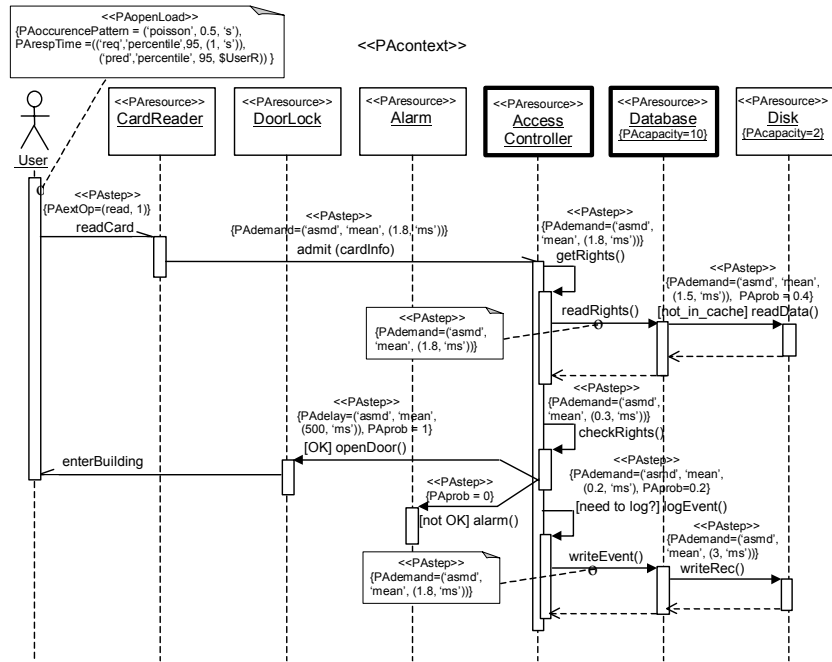 <<PAopenLoad>>
{PAoccurencePattern = (‘poisson’, 0.5, ‘s’),
PArespTime =((‘req’,’percentile’,95, (1, ‘s’)),
(‘pred’,’percentile’, 95, $UserR)) }
<<PAcontext>>
User
<<PAresource>>
CardReader
<<PAresource>>
DoorLock
<<PAresource>>
Alarm
<<PAresource>>
Access
Controller
<<PAresource>>
Database
{PAcapacity=10}
<<PAresource>>
Disk
{PAcapacity=2}
<<PAstep>>
{PAextOp=(read, 1)}
readCard
<<PAstep>>
{PAdemand=(‘asmd’, ‘mean’, (1.8, ‘ms’))}
admit (cardInfo)
<<PAstep>>
{PAdemand=(‘asmd’,
‘mean’, (1.8, ‘ms’))}
getRights()
<<PAstep>>
{PAdemand=(‘asmd’, ‘mean’,
(1.5, ‘ms’)), PAprob = 0.4}
[not_in_cache] readData()
readRights()
<<PAstep>>
{PAdemand=(‘asmd’,
‘mean’, (1.8, ‘ms’))}
<<PAstep>>
{PAdemand=(‘asmd’,
‘mean’, (0.3, ‘ms’))}
checkRights()
<<PAstep>>
{PAdelay=(‘asmd’, ‘mean’,
(500, ‘ms’)), PAprob = 1}
[OK] openDoor()
enterBuilding
<<PAstep>>
{PAdemand=(‘asmd’, ‘mean’,
(0.2, ‘ms’), PAprob=0.2}
[need to log?] logEvent()
<<PAstep>>
{PAprob = 0}
[not OK] alarm()
<<PAstep>>
{PAdemand=(‘asmd’,
‘mean’, (3, ‘ms’))}
writeRec()
writeEvent()
<<PAstep>>
{PAdemand=(‘asmd’,
‘mean’, (1.8, ‘ms’))}